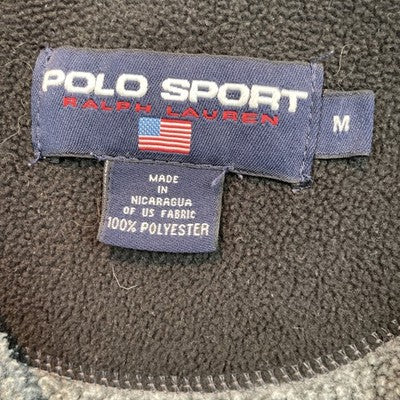 POLO SPORT
RALPH LAUREN
M
MADE
IN
NICARAGUA
OF US FABRIC
100% POLYESTER